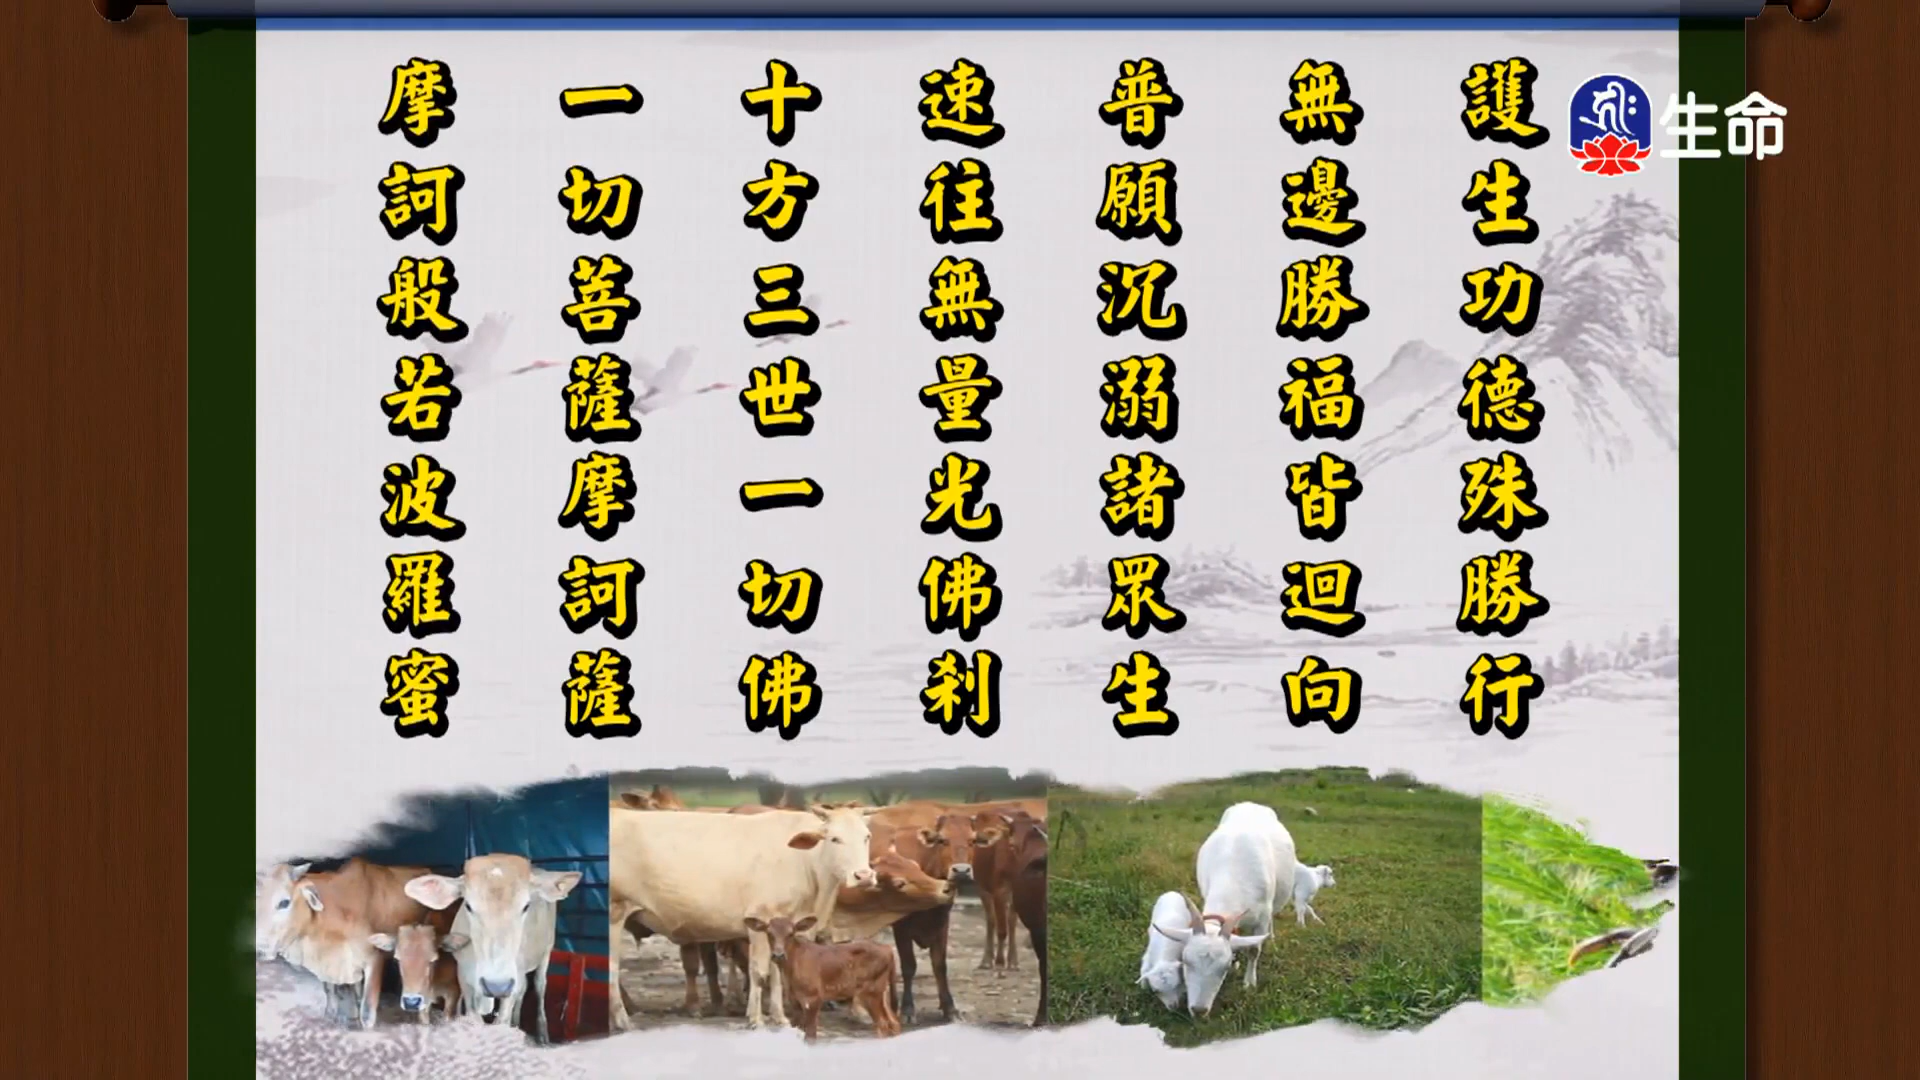 護生功德殊勝行
無邊勝福皆迴向
普願沉溺諸眾生
速往無量光佛剎
十方三世一切佛
一切菩薩摩訶薩
摩訶般若波羅蜜
生命